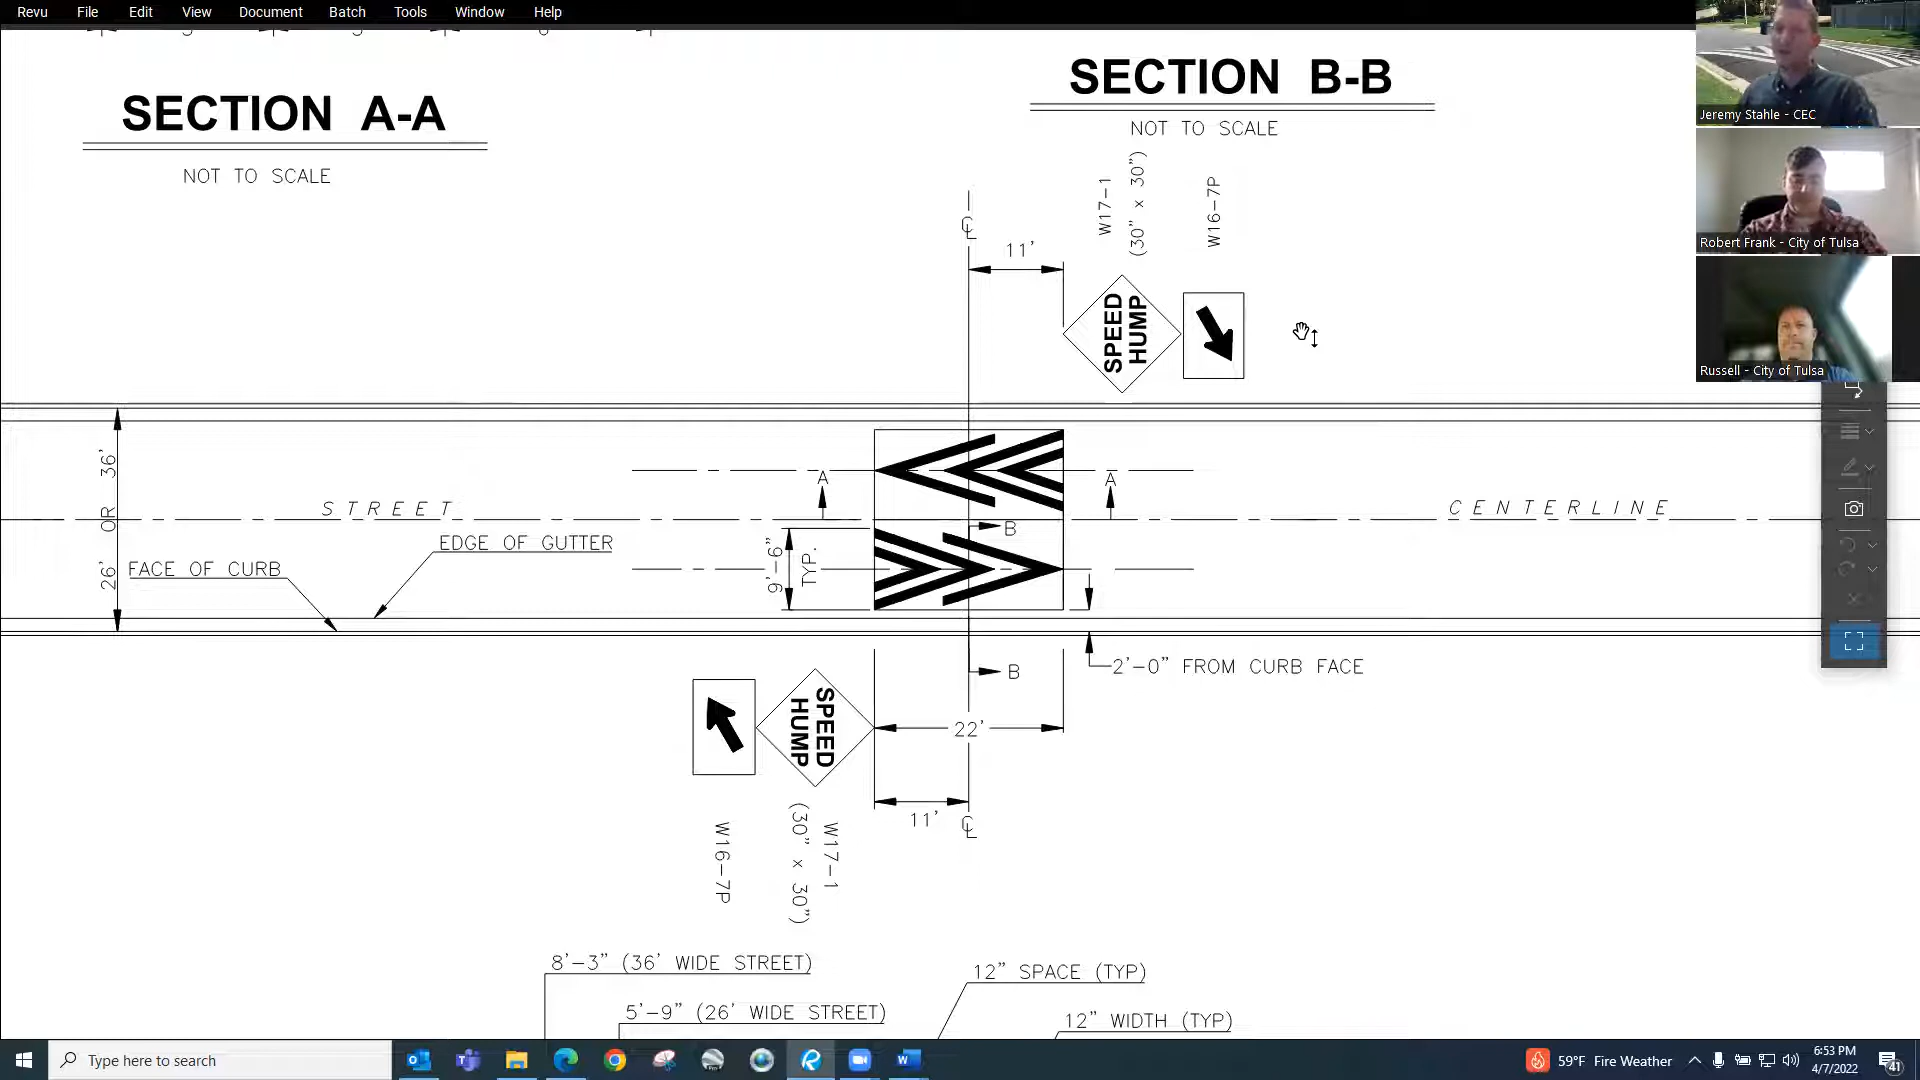 Revu File Edit View Document Batch Tools Window Help
SECTION A-A
NOT TO SCALE
SECTION B-B
NOT TO SCALE
W17-1
(30" x 30")
W16-7P
℄
11'
SPEED
HUMP
Jeremy Stahle - CEC
Robert Frank - City of Tulsa
Russell - City of Tulsa
26' OR 36'
STREET
CENTERLINE
A
A
B
EDGE OF GUTTER
FACE OF CURB
9'-6"
TYP.
2'-0" FROM CURB FACE
B
SPEED
HUMP
22'
11'
℄
W16-7P
W17-1
(30" x 30")
8'-3" (36' WIDE STREET)
5'-9" (26' WIDE STREET)
12" SPACE (TYP)
12" WIDTH (TYP)
Type here to search
59°F Fire Weather
6:53 PM
4/7/2022
41